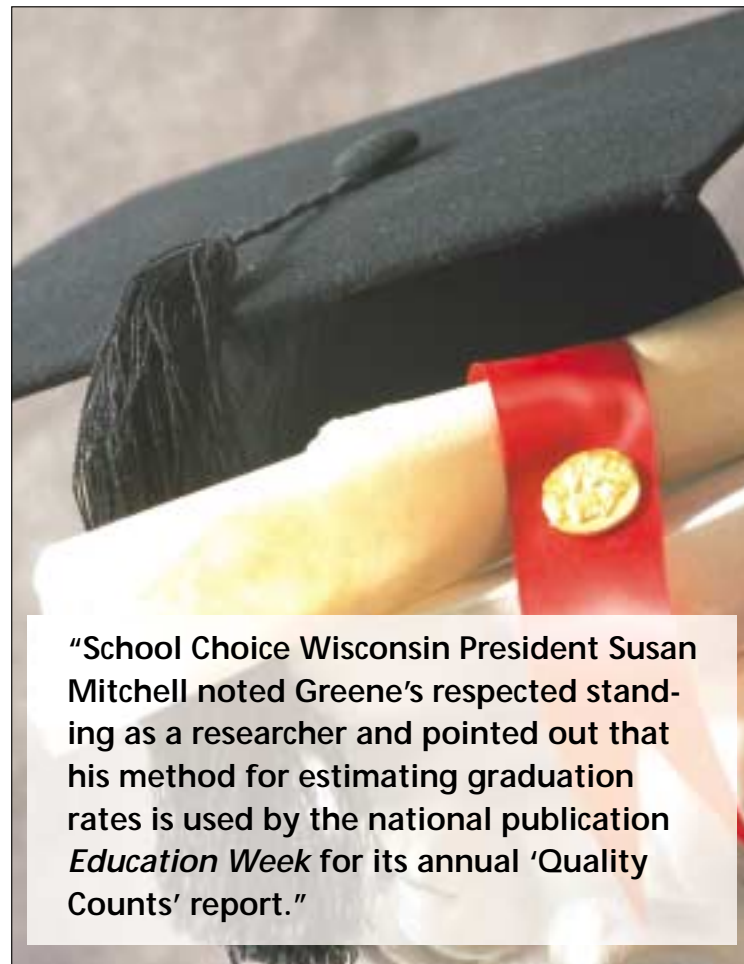 “School Choice Wisconsin President Susan
Mitchell noted Greene’s respected stand-
ing as a researcher and pointed out that
his method for estimating graduation
rates is used by the national publication
Education Week for its annual ‘Quality
Counts’ report.”